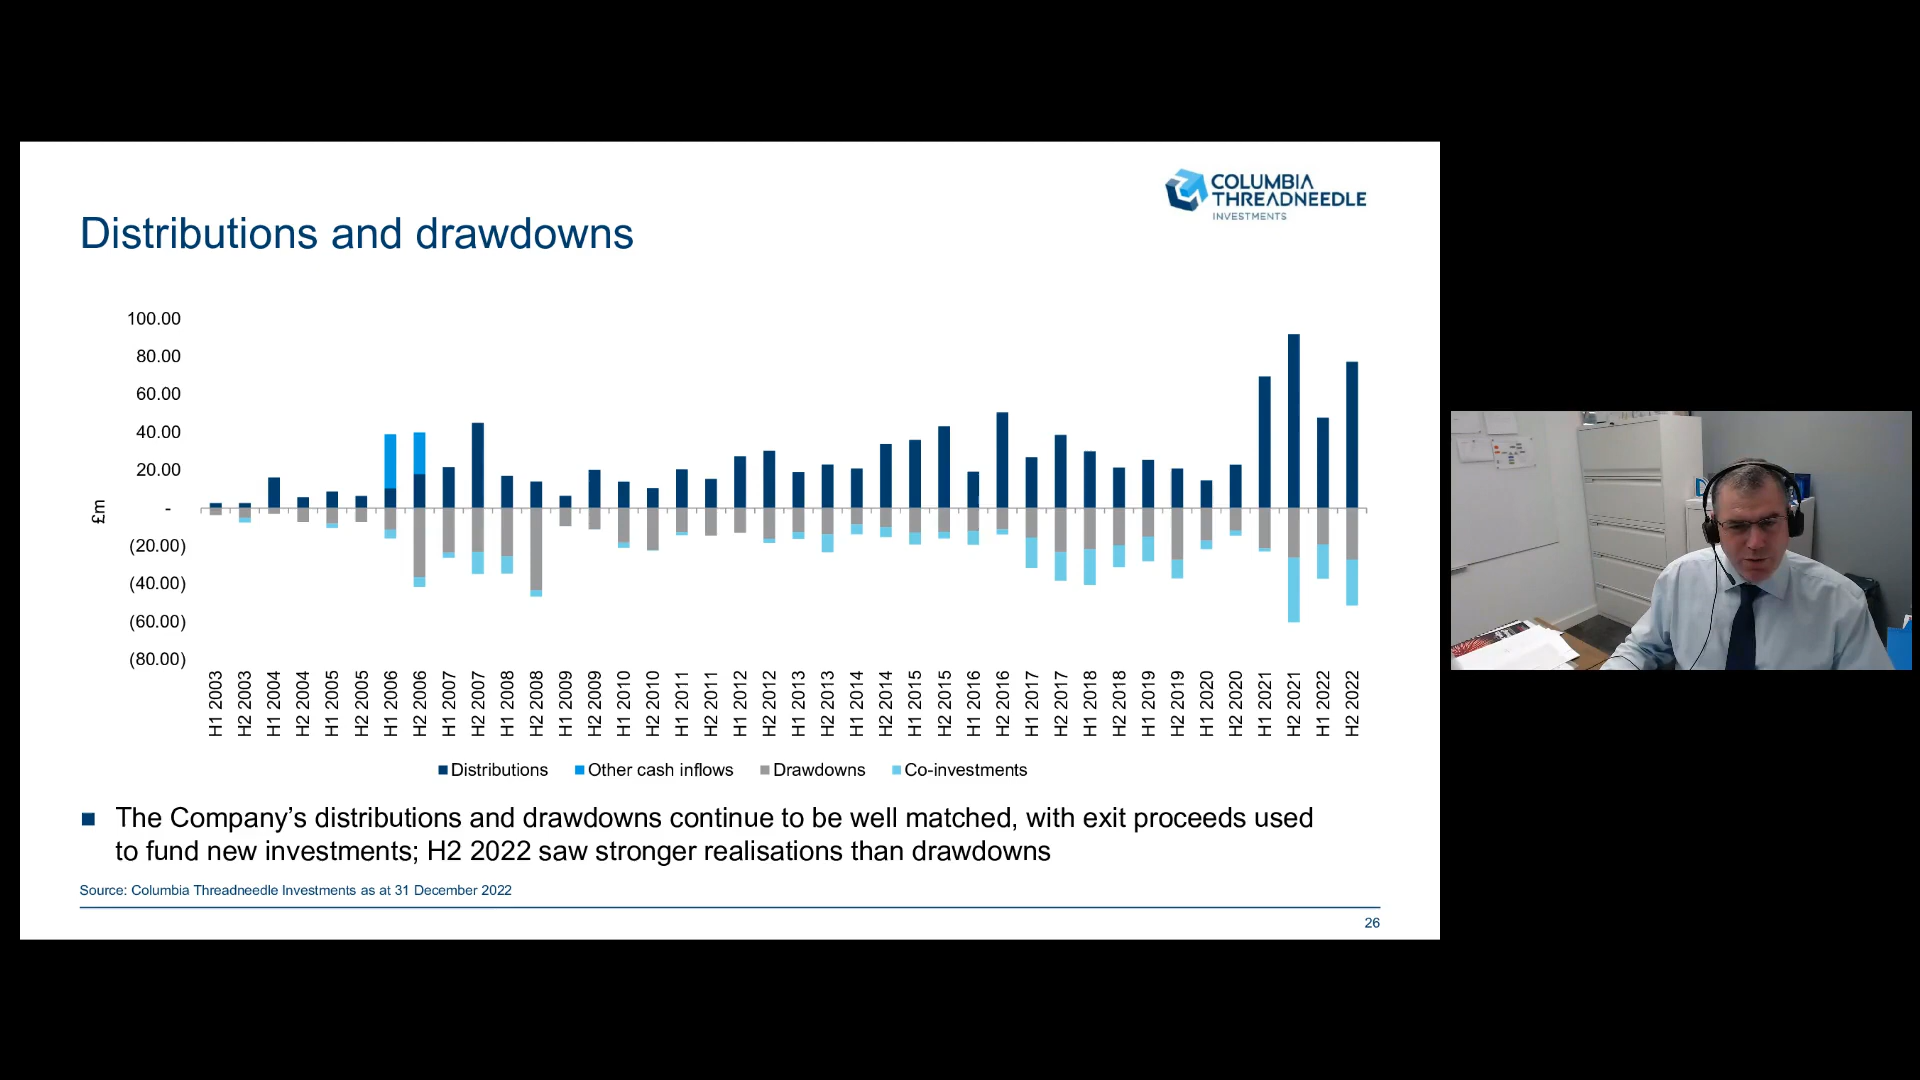 COLUMBIA
THREADNEEDLE
INVESTMENTS
Distributions and drawdowns
£m
100.00
80.00
60.00
40.00
20.00
-
(20.00)
(40.00)
(60.00)
(80.00)
H1 2003
H2 2003
H1 2004
H2 2004
H1 2005
H2 2005
H1 2006
H2 2006
H1 2007
H2 2007
H1 2008
H2 2008
H1 2009
H2 2009
H1 2010
H2 2010
H1 2011
H2 2011
H1 2012
H2 2012
H1 2013
H2 2013
H1 2014
H2 2014
H1 2015
H2 2015
H1 2016
H2 2016
H1 2017
H2 2017
H1 2018
H2 2018
H1 2019
H2 2019
H1 2020
H2 2020
H1 2021
H2 2021
H1 2022
H2 2022
Distributions Other cash inflows Drawdowns Co-investments
The Company’s distributions and drawdowns continue to be well matched, with exit proceeds used
to fund new investments; H2 2022 saw stronger realisations than drawdowns
Source: Columbia Threadneedle Investments as at 31 December 2022
26